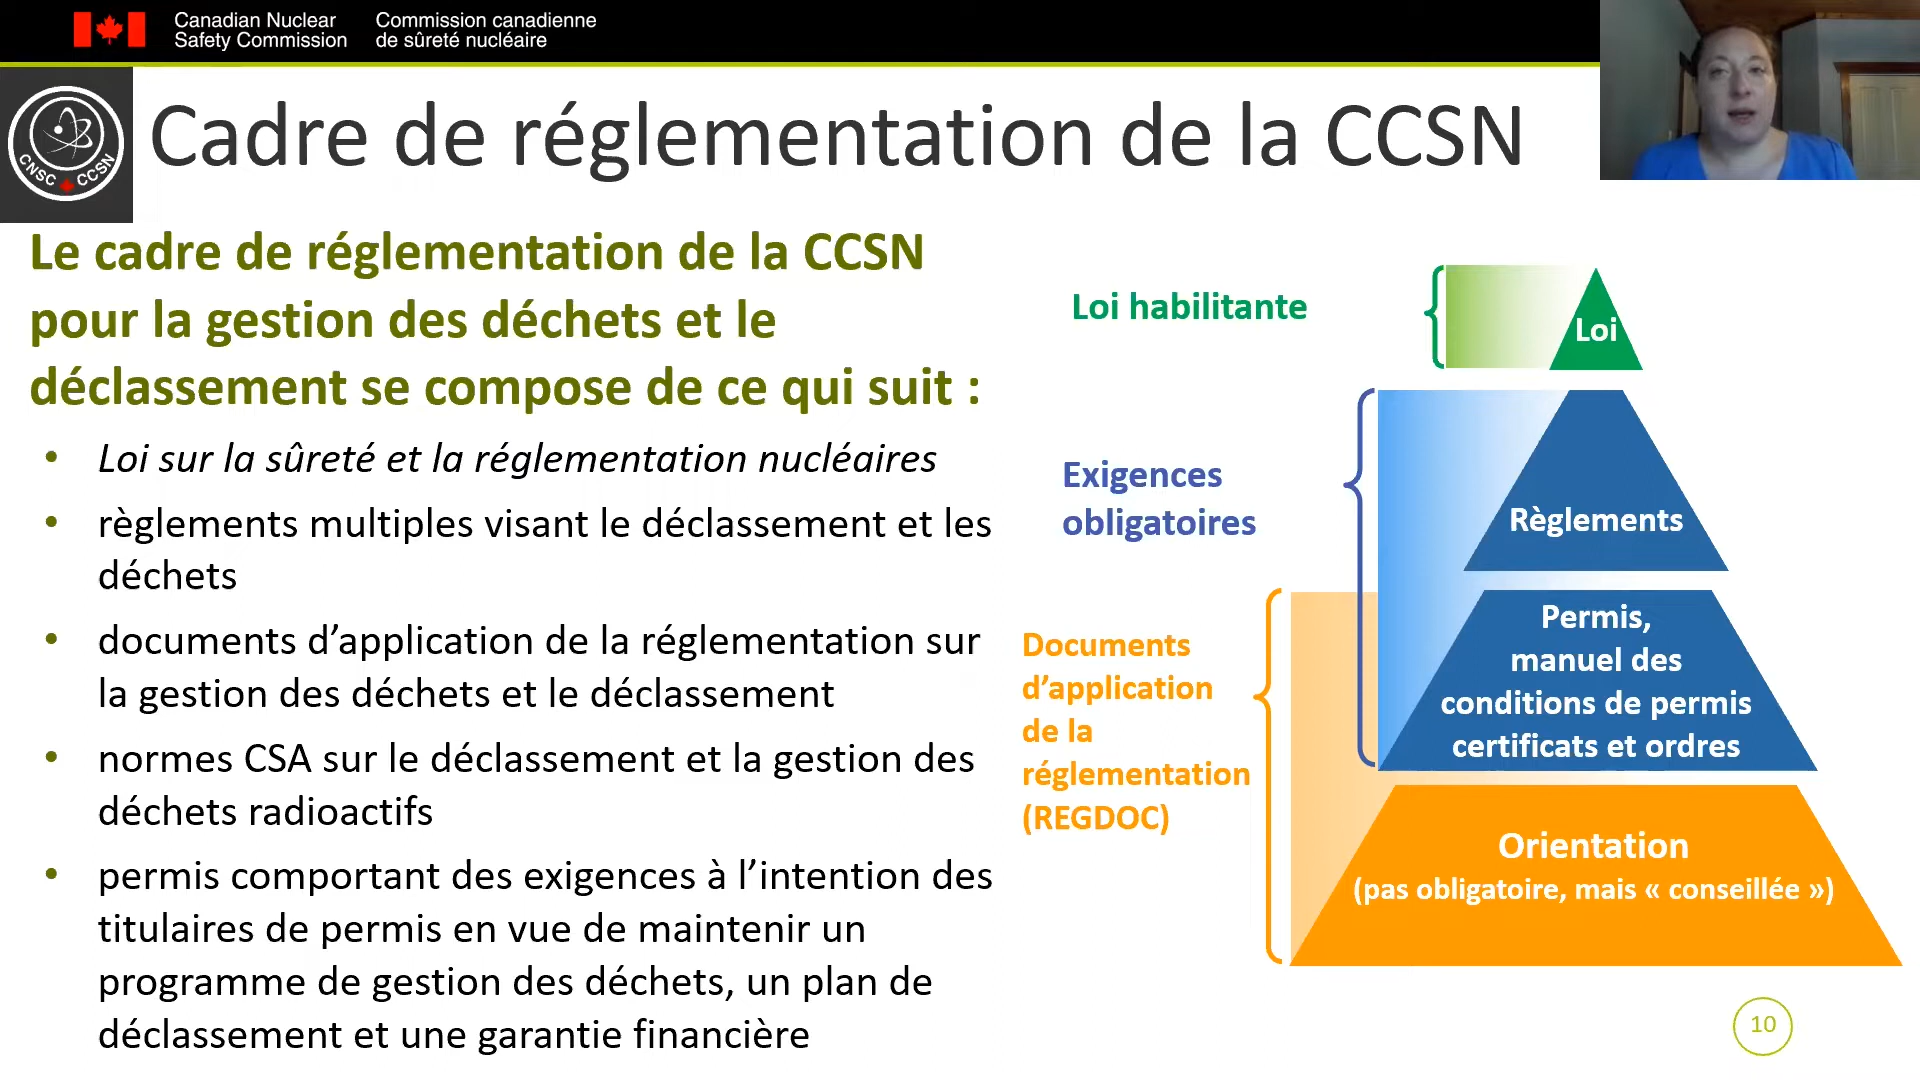 Canadian Nuclear
Safety Commission
Commission canadienne
de sûreté nucléaire
CNSC CCSN
Cadre de réglementation de la CCSN
Le cadre de réglementation de la CCSN
pour la gestion des déchets et le
déclassement se compose de ce qui suit :
• Loi sur la sûreté et la réglementation nucléaires
• règlements multiples visant le déclassement et les
déchets
• documents d’application de la réglementation sur
la gestion des déchets et le déclassement
• normes CSA sur le déclassement et la gestion des
déchets radioactifs
• permis comportant des exigences à l’intention des
titulaires de permis en vue de maintenir un
programme de gestion des déchets, un plan de
déclassement et une garantie financière
Loi habilitante
Loi
Exigences
obligatoires
Règlements
Documents
d’application
de la
réglementation
(REGDOC)
Permis,
manuel des
conditions de permis
certificats et ordres
Orientation
(pas obligatoire, mais « conseillée »)
10